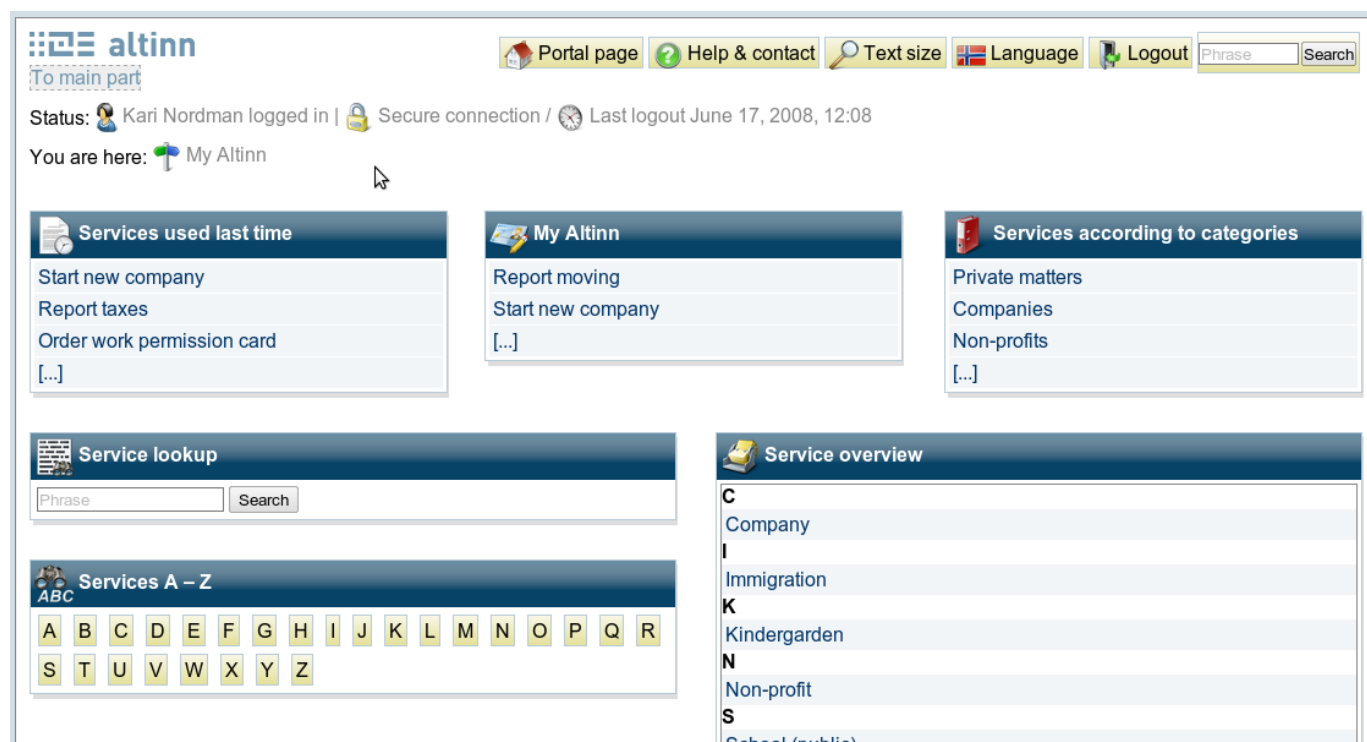 altinn
To main part
Portal page Help & contact Text size Language Logout Phrase Search
Status: Kari Nordman logged in | Secure connection / Last logout June 17, 2008, 12:08
You are here: My Altinn
Services used last time
Start new company
Report taxes
Order work permission card
[...]
My Altinn
Report moving
Start new company
[...]
Services according to categories
Private matters
Companies
Non-profits
[...]
Service lookup
Phrase Search
ABC Services A – Z
A B C D E F G H I J K L M N O P Q R
S T U V W X Y Z
Service overview
C
Company
I
Immigration
K
Kindergarden
N
Non-profit
S
School (public)